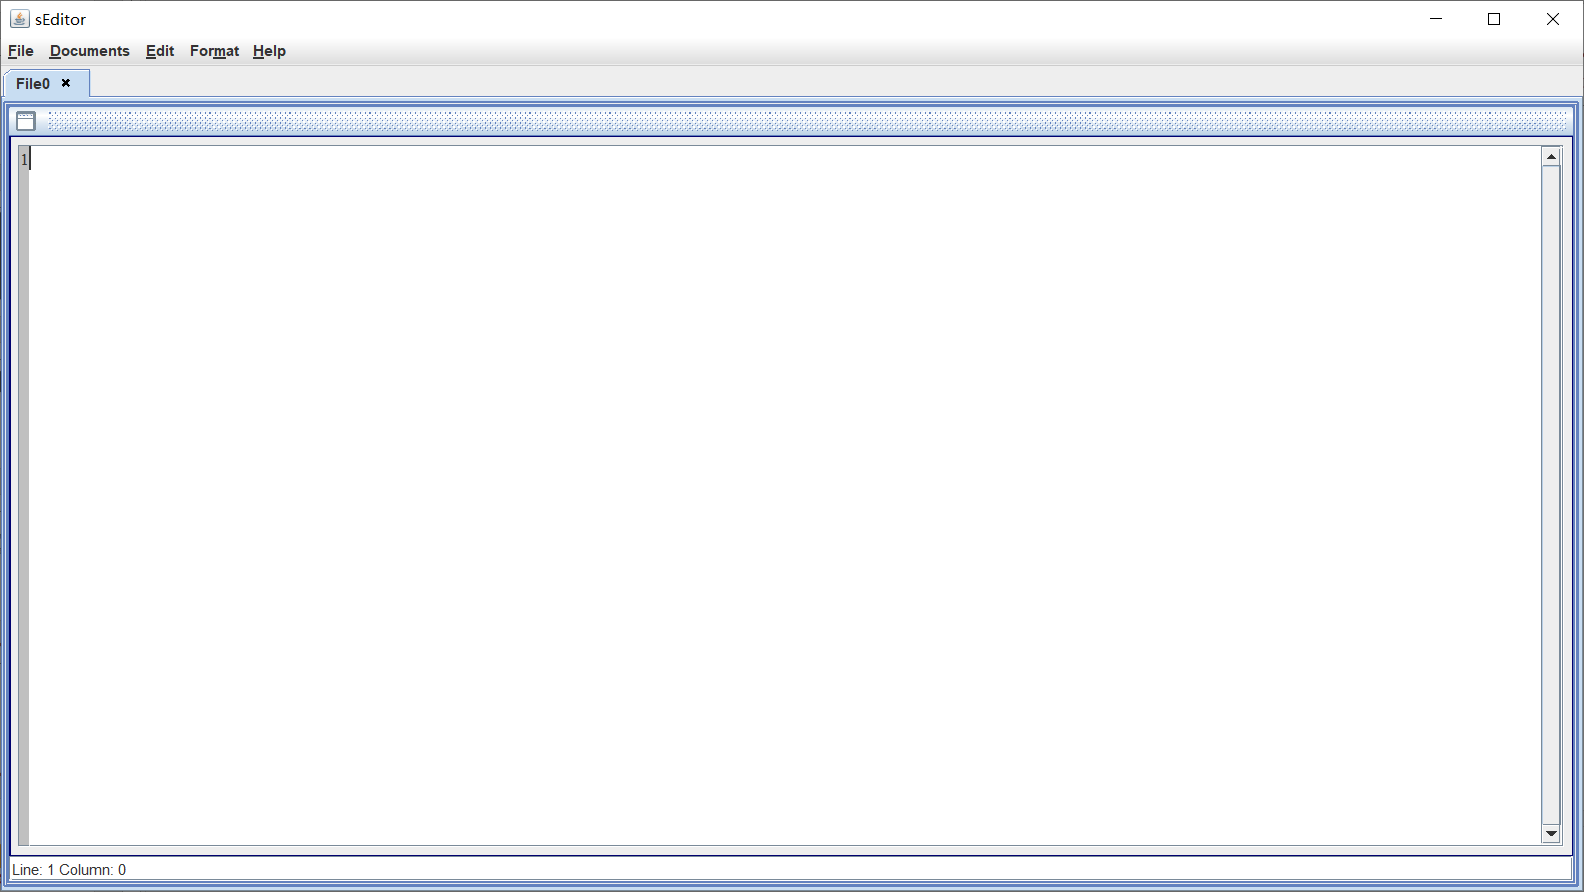 sEditor
File Documents Edit Format Help
File0
1
Line: 1 Column: 0